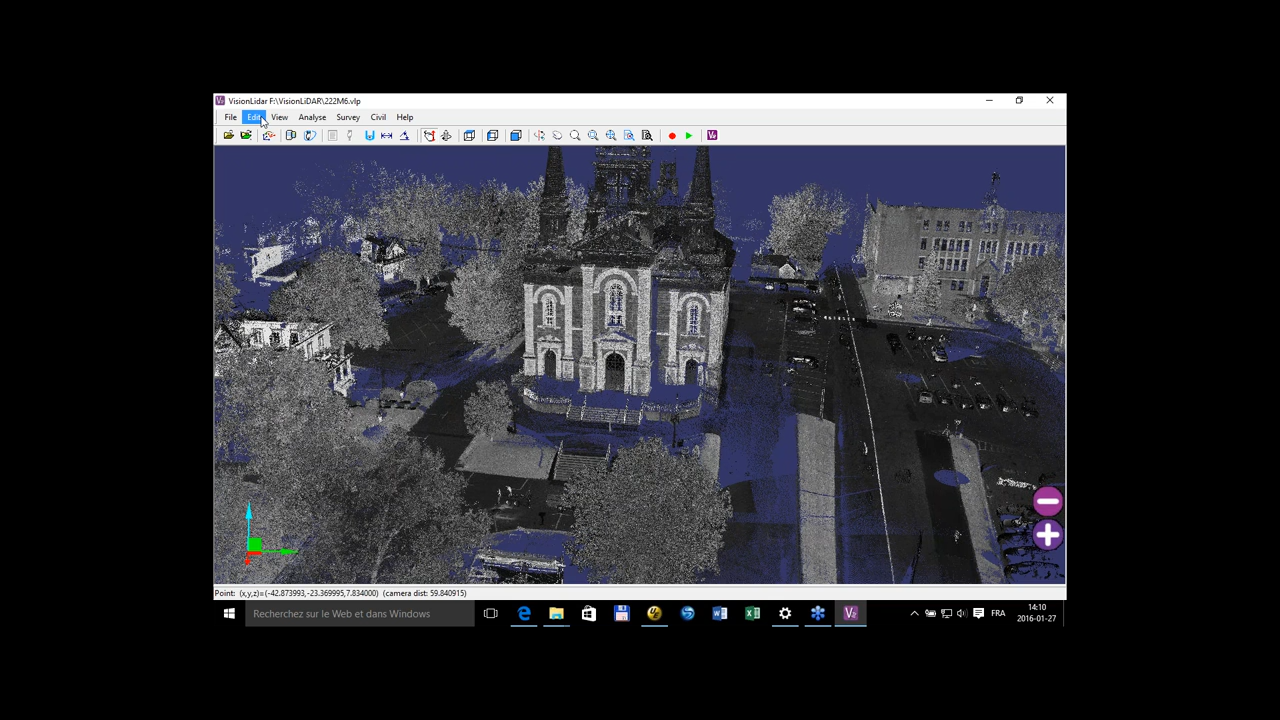 VisionLidar F:\VisionLiDAR\222M6.vlp
File Edit View Analyse Survey Civil Help
Point: (x,y,z)=(-42.873993,-23.369995,7.834000) (camera dist: 59.840915)
Recherchez sur le Web et dans Windows
FRA
14:10
2016-01-27